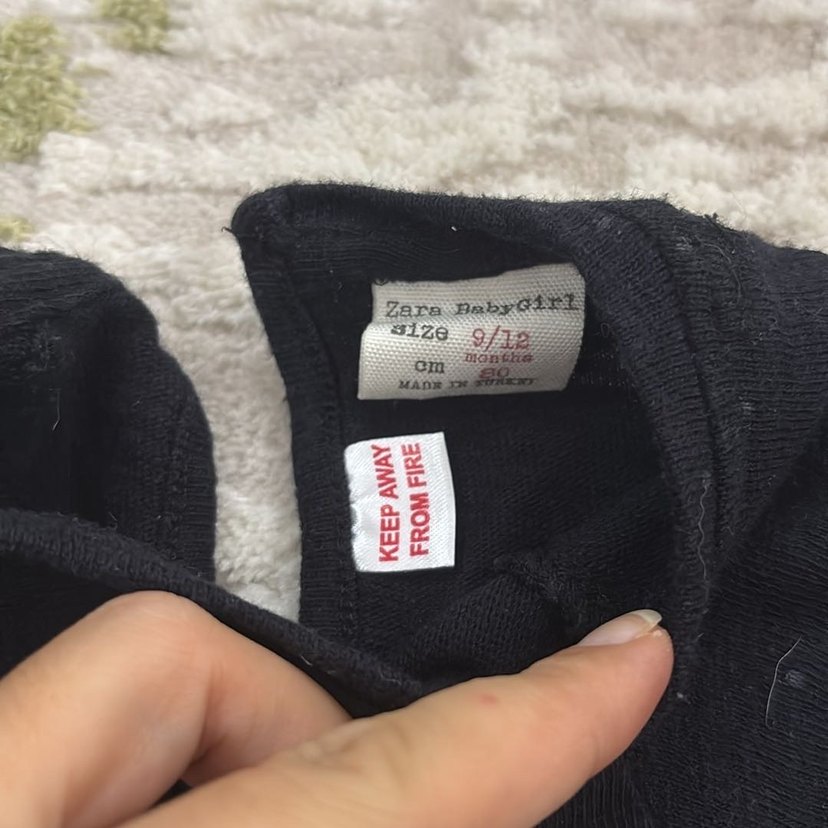 Zara BabyGirl
size 9/12
months
cm 80
MADE IN TURKEY
KEEP AWAY
FROM FIRE